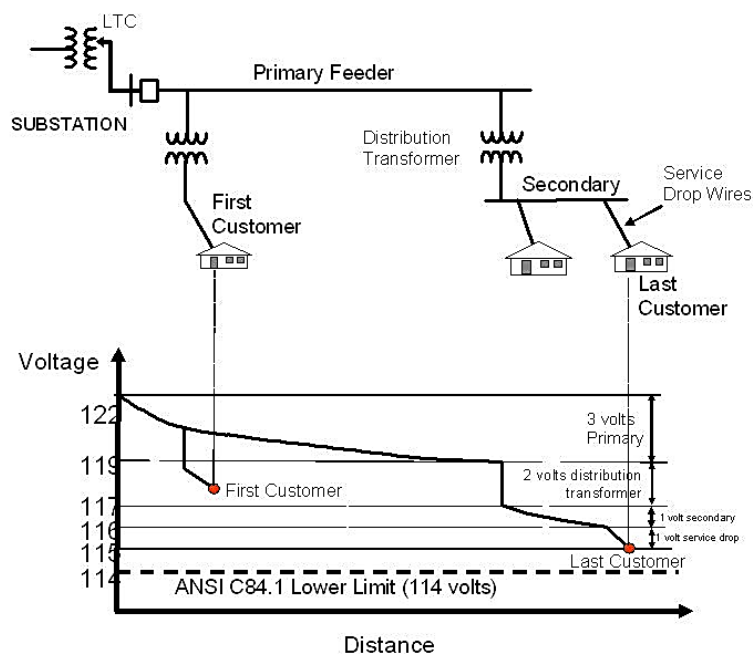 LTC
Primary Feeder
SUBSTATION
Distribution
Transformer
Secondary
Service
Drop Wires
First
Customer
Last
Customer
Voltage
122
3 volts
Primary
119
2 volts distribution
transformer
First Customer
117
1 volt secondary
116
1 volt service drop
115
Last Customer
114
ANSI C84.1 Lower Limit (114 volts)
Distance